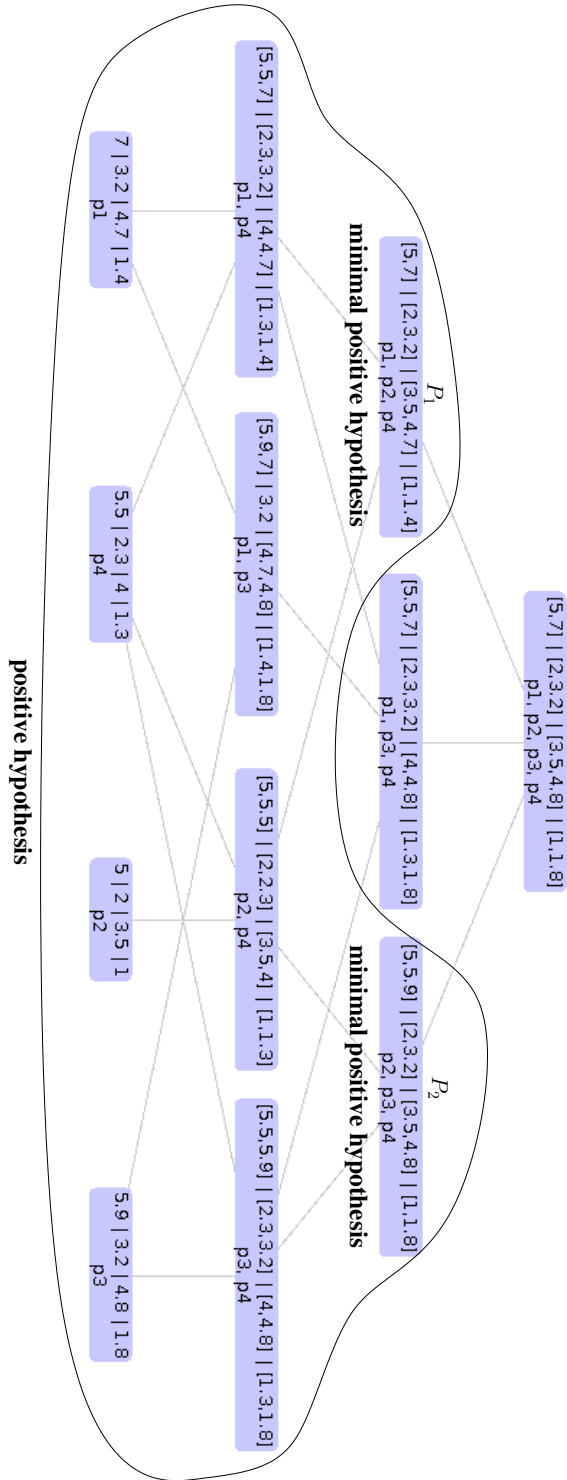 [5,7] | [2,3.2] | [3.5,4.8] | [1,1.8]
p1, p2, p3, p4
P1
[5,7] | [2,3.2] | [3.5,4.7] | [1,1.4]
p1, p2, p4
minimal positive hypothesis
[5.5,7] | [2.3,3.2] | [4,4.8] | [1.3,1.8]
p1, p3, p4
P2
[5,5.9] | [2,3.2] | [3.5,4.8] | [1,1.8]
p2, p3, p4
minimal positive hypothesis
[5.5,7] | [2.3,3.2] | [4,4.7] | [1.3,1.4]
p1, p4
[5.9,7] | 3.2 | [4.7,4.8] | [1.4,1.8]
p1, p3
[5,5.5] | [2,2.3] | [3.5,4] | [1,1.3]
p2, p4
[5.5,5.9] | [2.3,3.2] | [4,4.8] | [1.3,1.8]
p3, p4
7 | 3.2 | 4.7 | 1.4
p1
5.5 | 2.3 | 4 | 1.3
p4
5 | 2 | 3.5 | 1
p2
5.9 | 3.2 | 4.8 | 1.8
p3
positive hypothesis